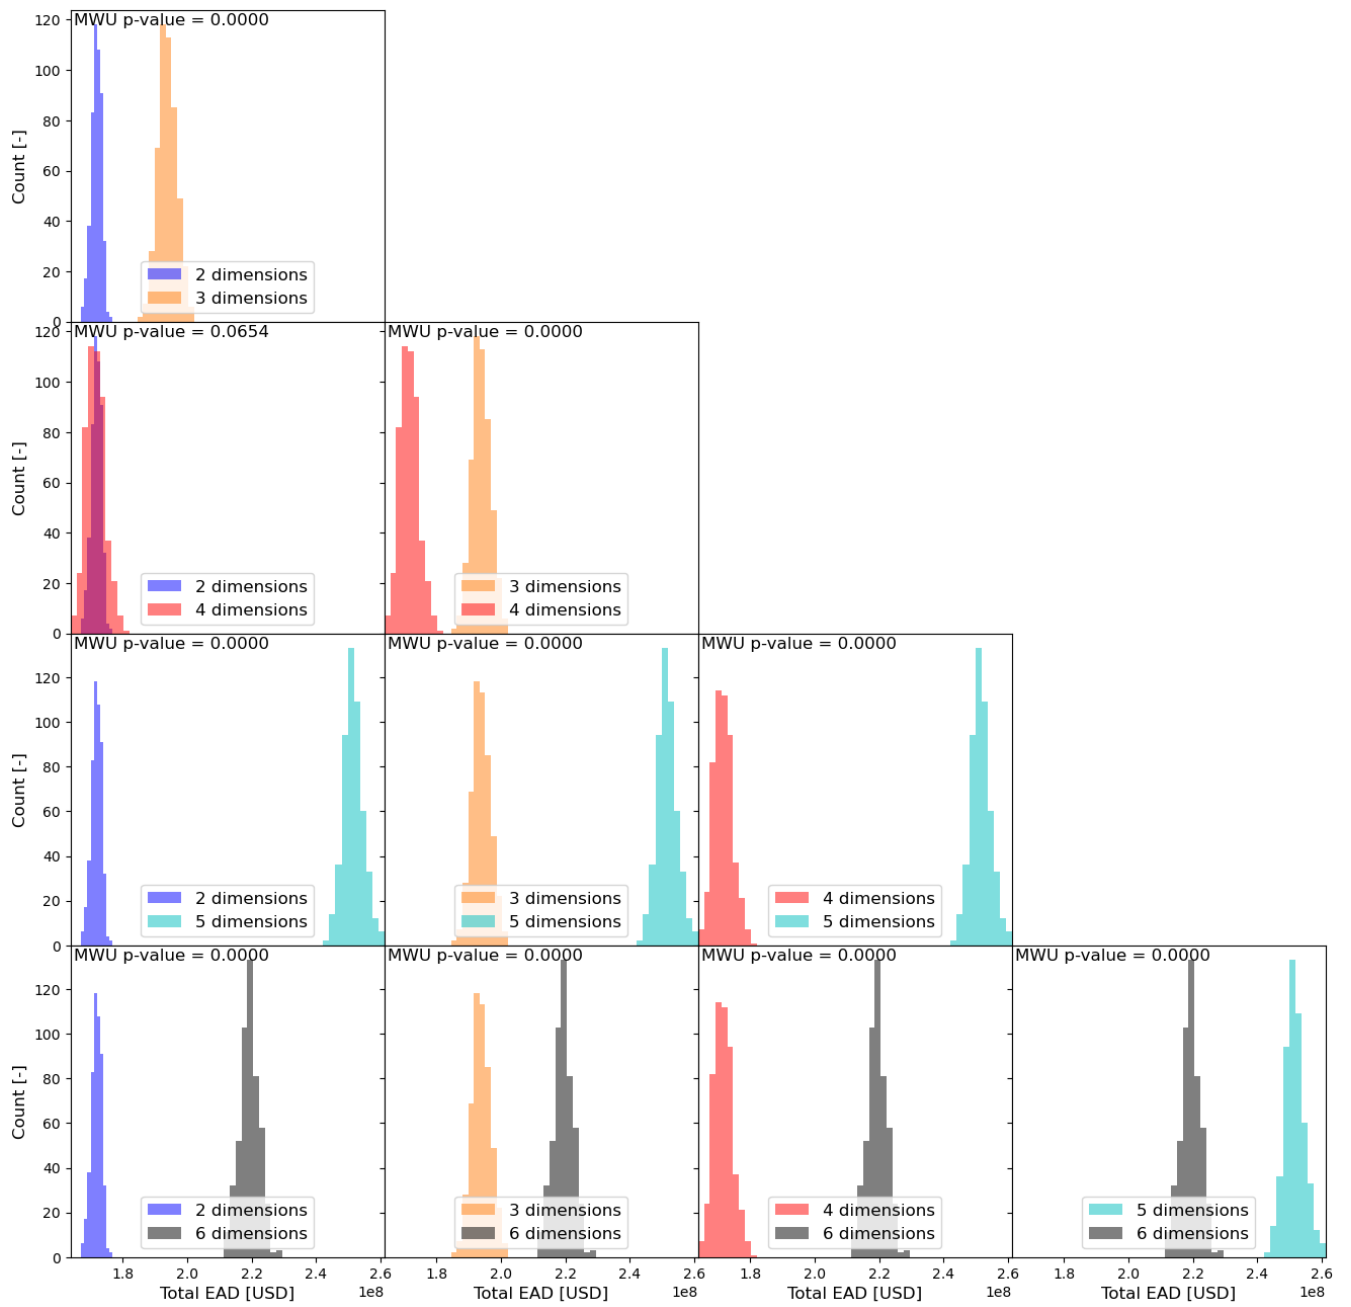 MWU p-value = 0.0000
120
100
80
60
40
20
0
Count [-]
2 dimensions
3 dimensions
MWU p-value = 0.0654
MWU p-value = 0.0000
120
100
80
60
40
20
0
Count [-]
2 dimensions
4 dimensions
3 dimensions
4 dimensions
MWU p-value = 0.0000
MWU p-value = 0.0000
MWU p-value = 0.0000
120
100
80
60
40
20
0
Count [-]
2 dimensions
5 dimensions
3 dimensions
5 dimensions
4 dimensions
5 dimensions
MWU p-value = 0.0000
MWU p-value = 0.0000
MWU p-value = 0.0000
MWU p-value = 0.0000
120
100
80
60
40
20
0
Count [-]
2 dimensions
6 dimensions
3 dimensions
6 dimensions
4 dimensions
6 dimensions
5 dimensions
6 dimensions
1.8 2.0 2.2 2.4 2.6
1.8 2.0 2.2 2.4 2.6
1.8 2.0 2.2 2.4 2.6
1.8 2.0 2.2 2.4 2.6
Total EAD [USD] 1e8
Total EAD [USD] 1e8
Total EAD [USD] 1e8
Total EAD [USD] 1e8